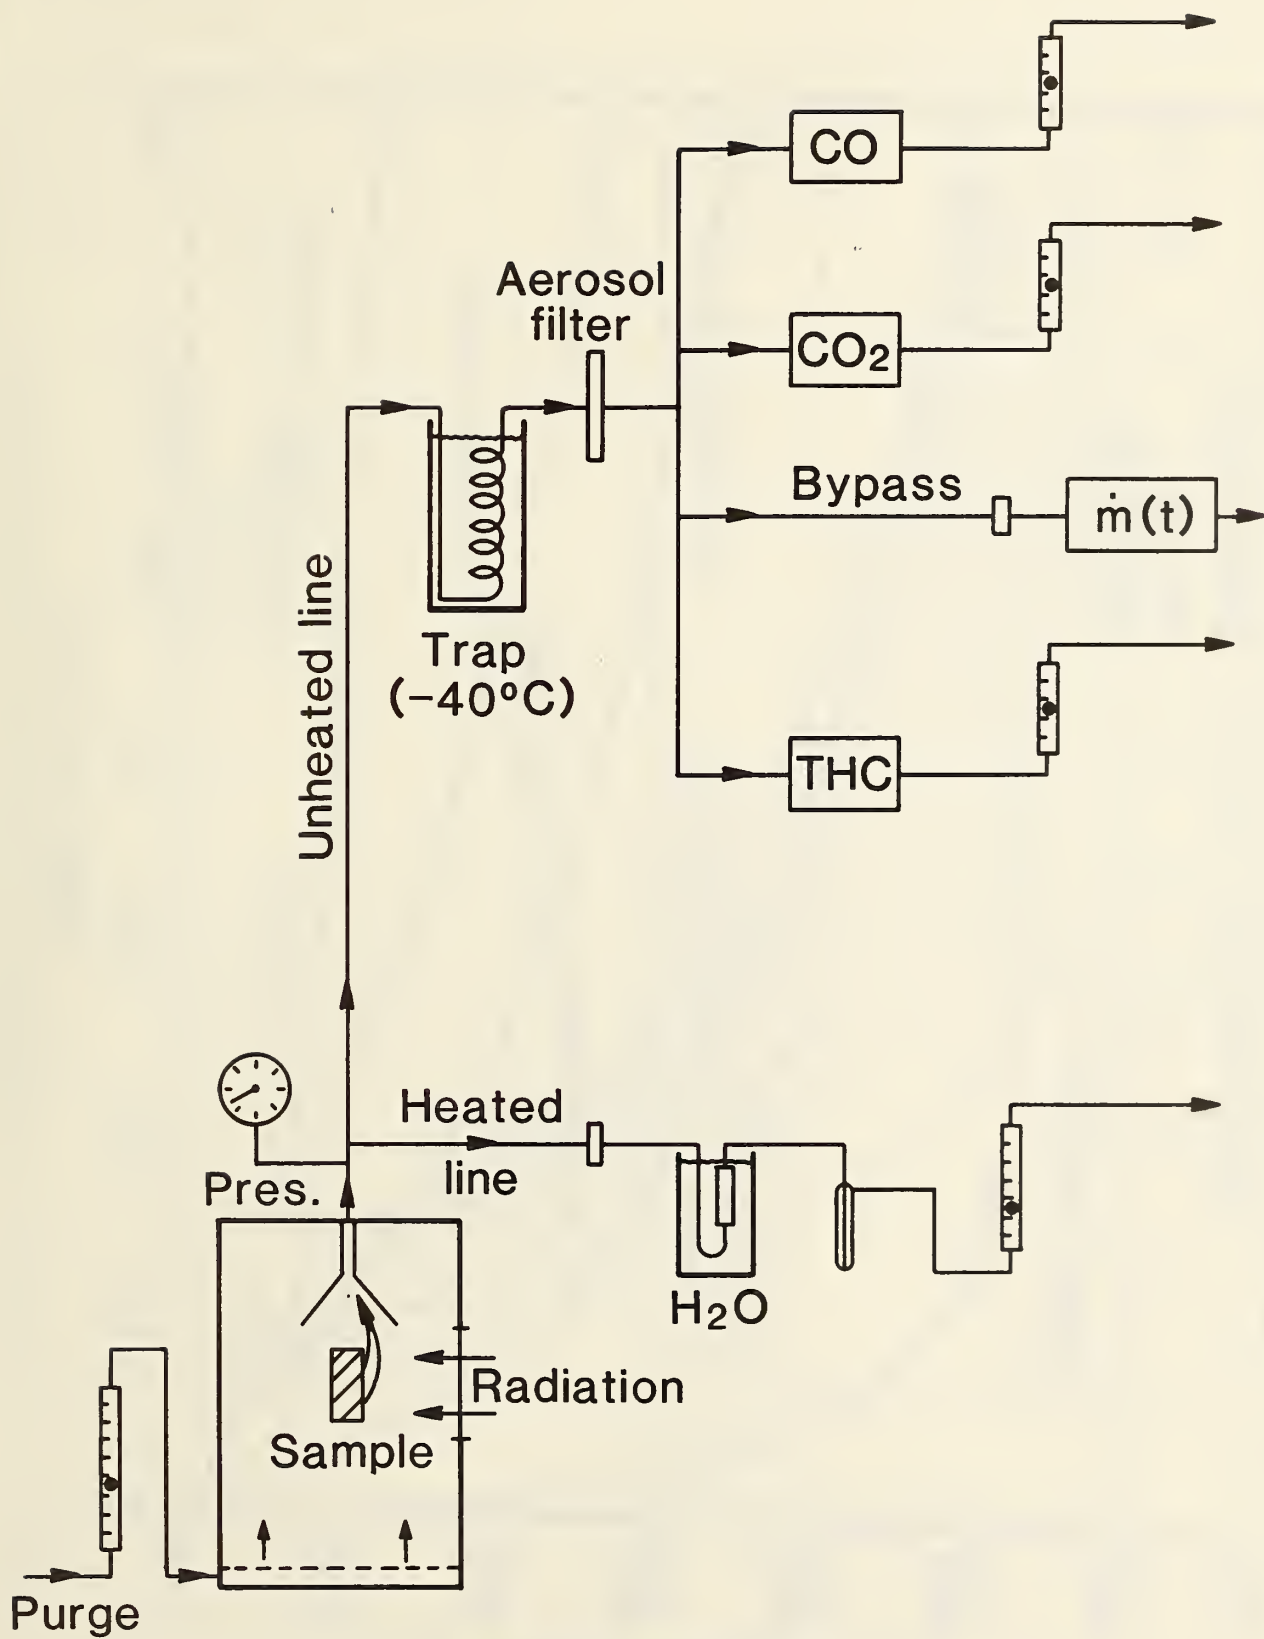 CO
Aerosol
filter
CO2
Bypass
ṁ(t)
Unheated line
Trap
(-40°C)
THC
Heated
line
Pres.
H2O
Radiation
Sample
Purge